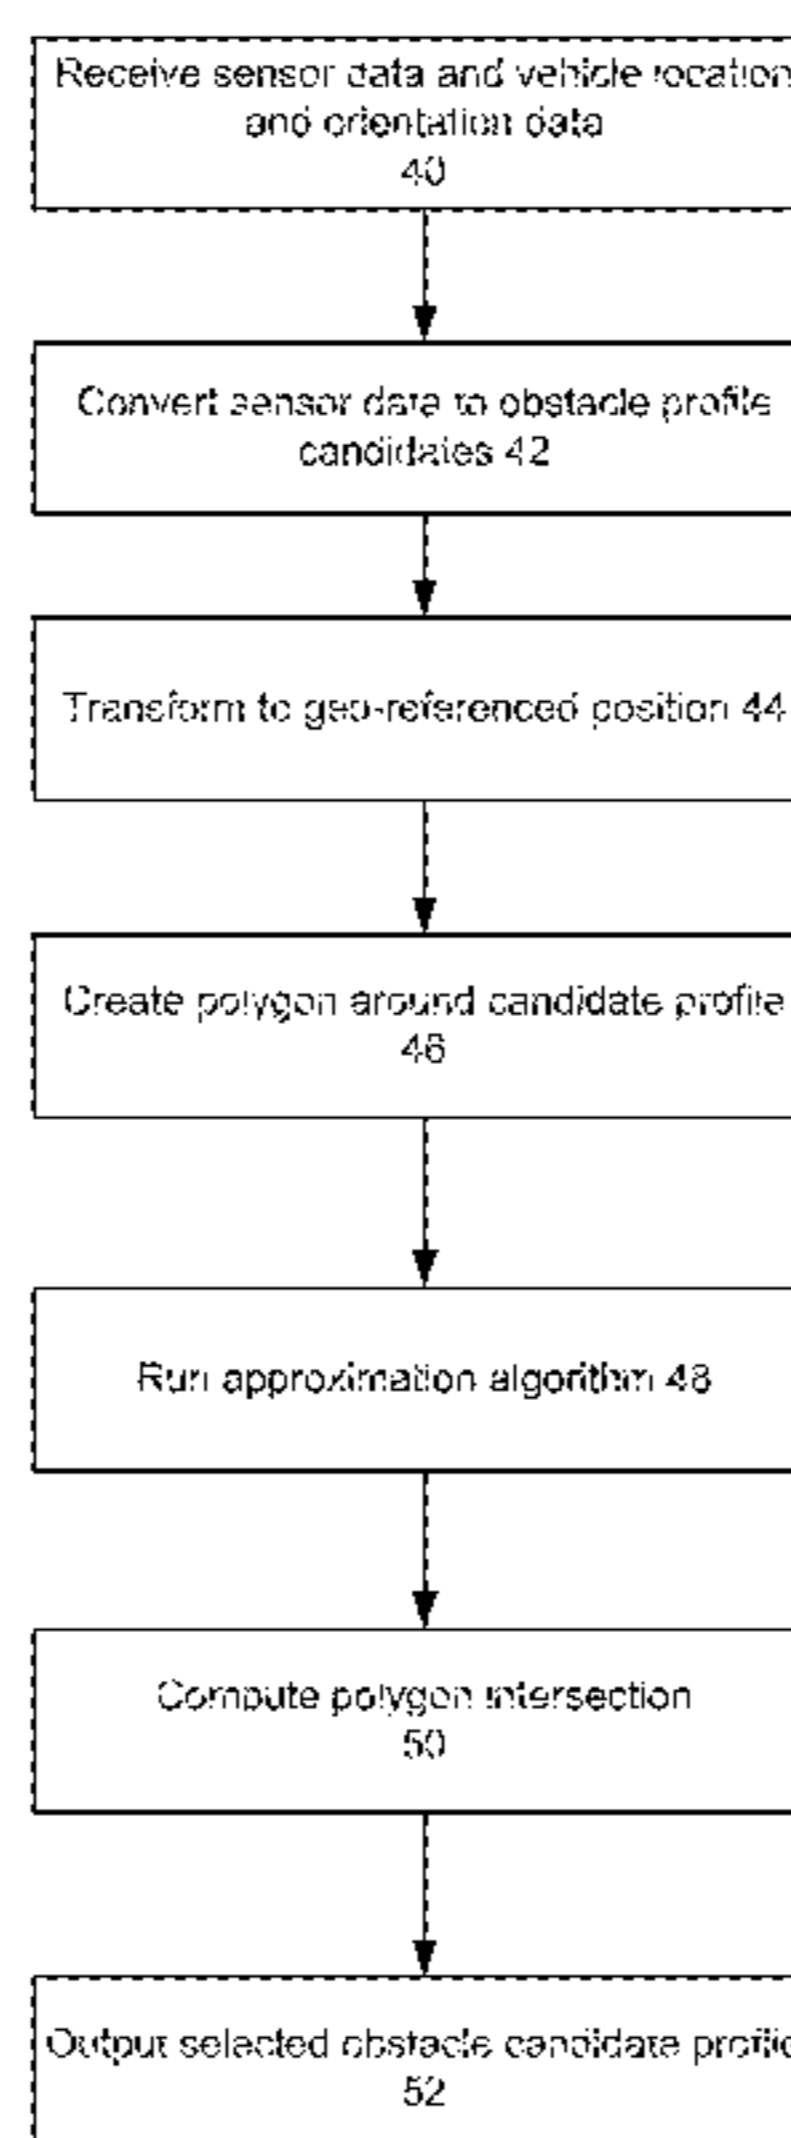 Receive sensor data and vehicle location
and orientation data
40
Convert sensor data to obstacle profile
candidates 42
Transform to geo-referenced position 44
Create polygon around candidate profile
46
Run approximation algorithm 48
Compute polygon intersection
50
Output selected obstacle candidate profile
52